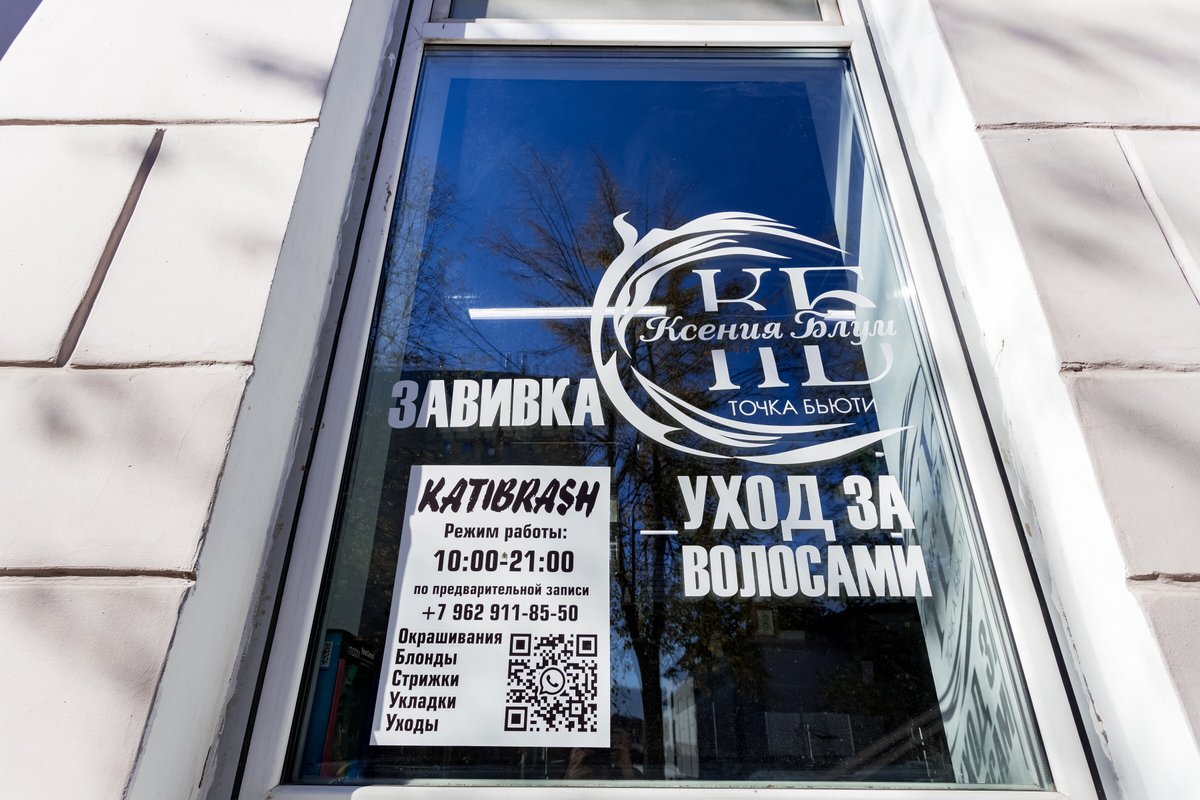 КБ
Ксения Блум
ТОЧКА БЬЮТИ
ЗАВИВКА
УХОД ЗА
ВОЛОСАМИ
KATIBRASH
Режим работы:
10:00-21:00
по предварительной записи
+7 962 911-85-50
Окрашивания
Блонды
Стрижки
Укладки
Уходы